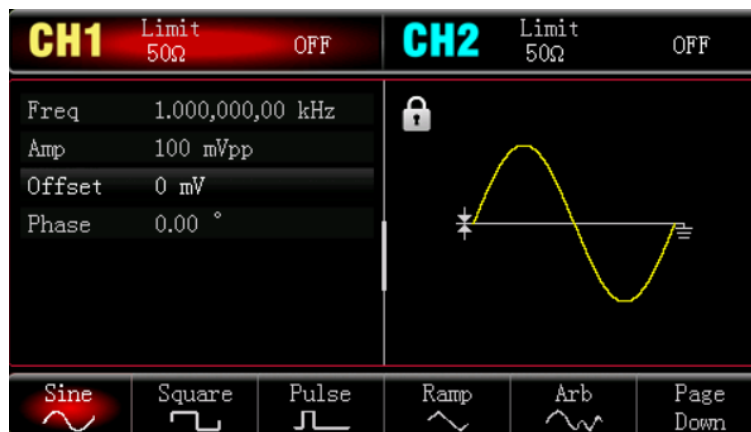 CH1 Limit 50Ω OFF
CH2 Limit 50Ω OFF
Freq 1.000,000,00 kHz
Amp 100 mVpp
Offset 0 mV
Phase 0.00 °
Sine Square Pulse Ramp Arb Page Down